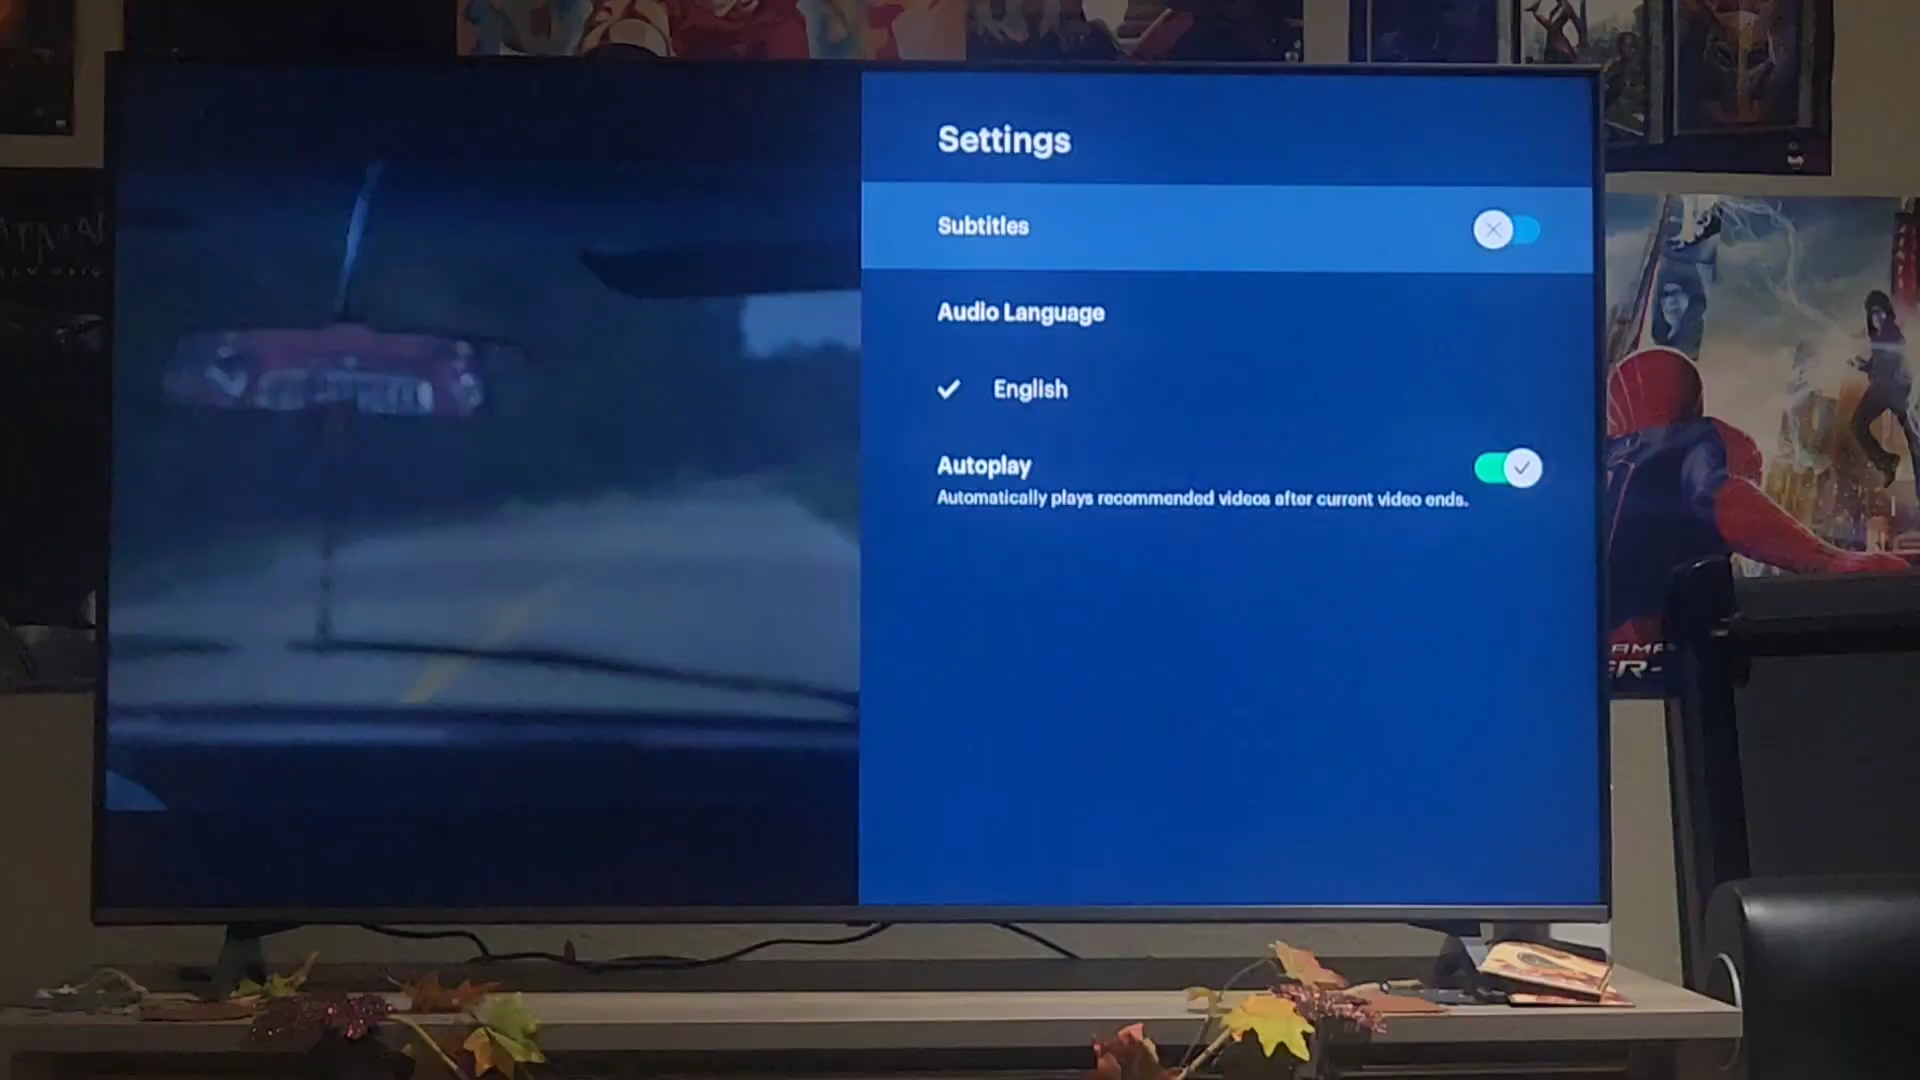 Settings
Subtitles
Audio Language
English
Autoplay
Automatically plays recommended videos after current video ends.